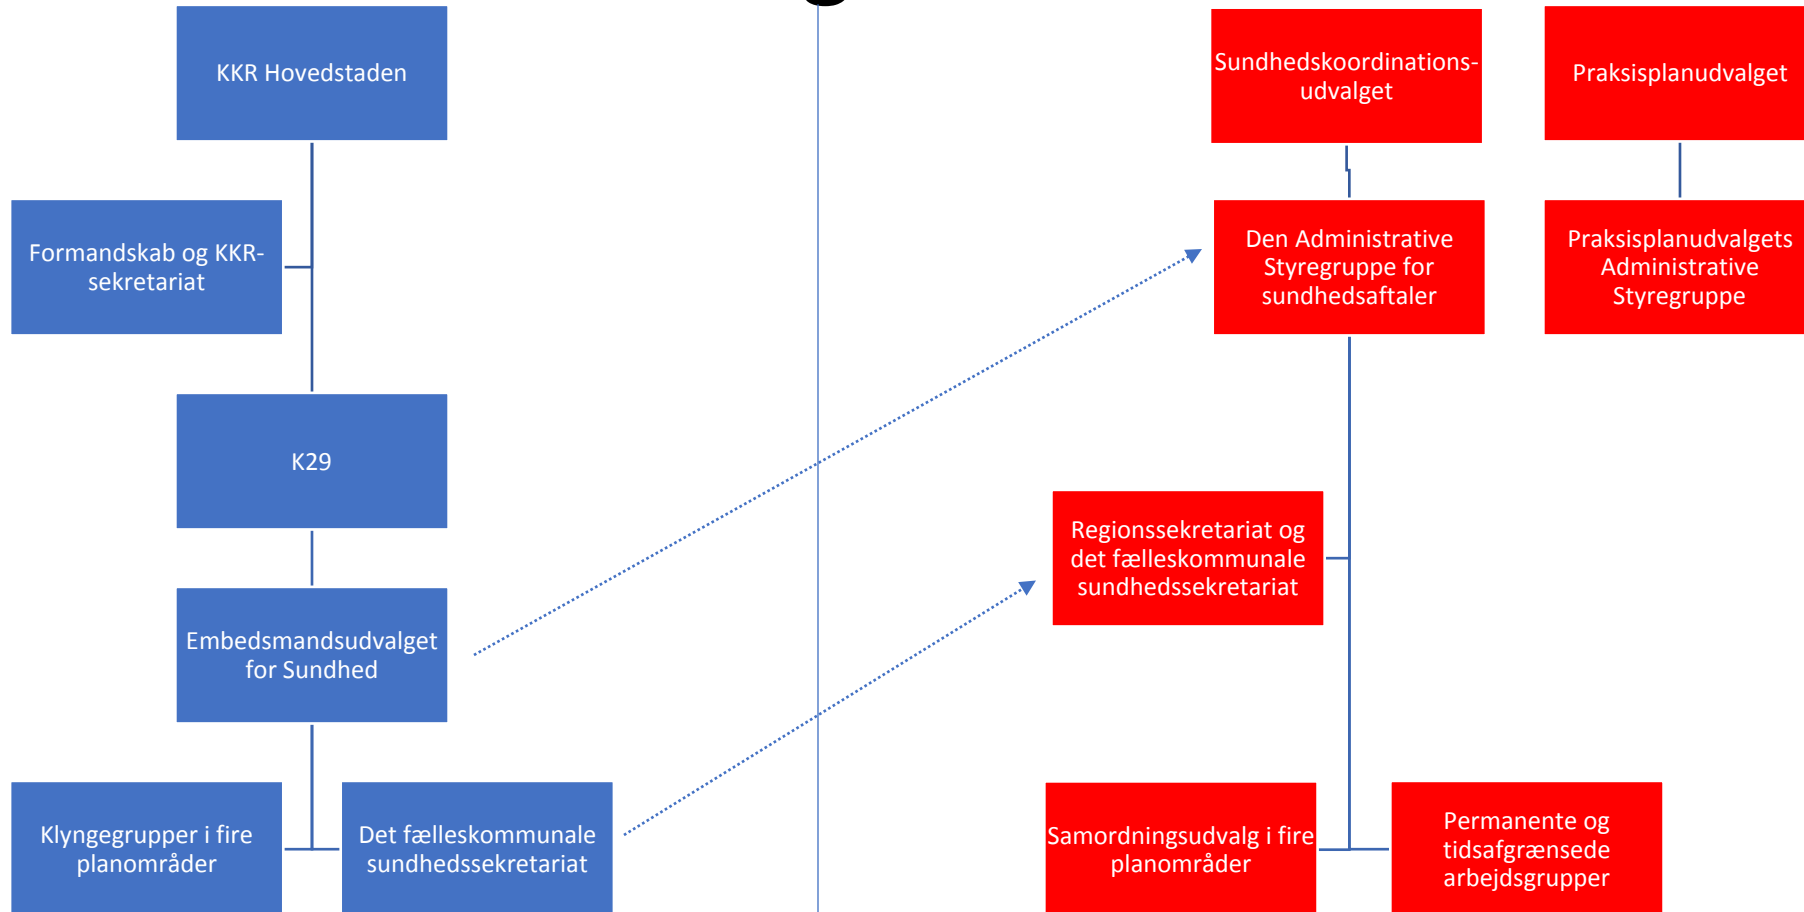 KKR Hovedstaden
Formandskab og KKR-
sekretariat
K29
Embedsmandsudvalget
for Sundhed
Klyngegrupper i fire
planområder
Det fælleskommunale
sundhedssekretariat
Sundhedskoordinations-
udvalget
Praksisplanudvalget
Den Administrative
Styregruppe for
sundhedsaftaler
Praksisplanudvalgets
Administrative
Styregruppe
Regionssekretariat og
det fælleskommunale
sundhedssekretariat
Samordningsudvalg i fire
planområder
Permanente og
tidsafgrænsede
arbejdsgrupper